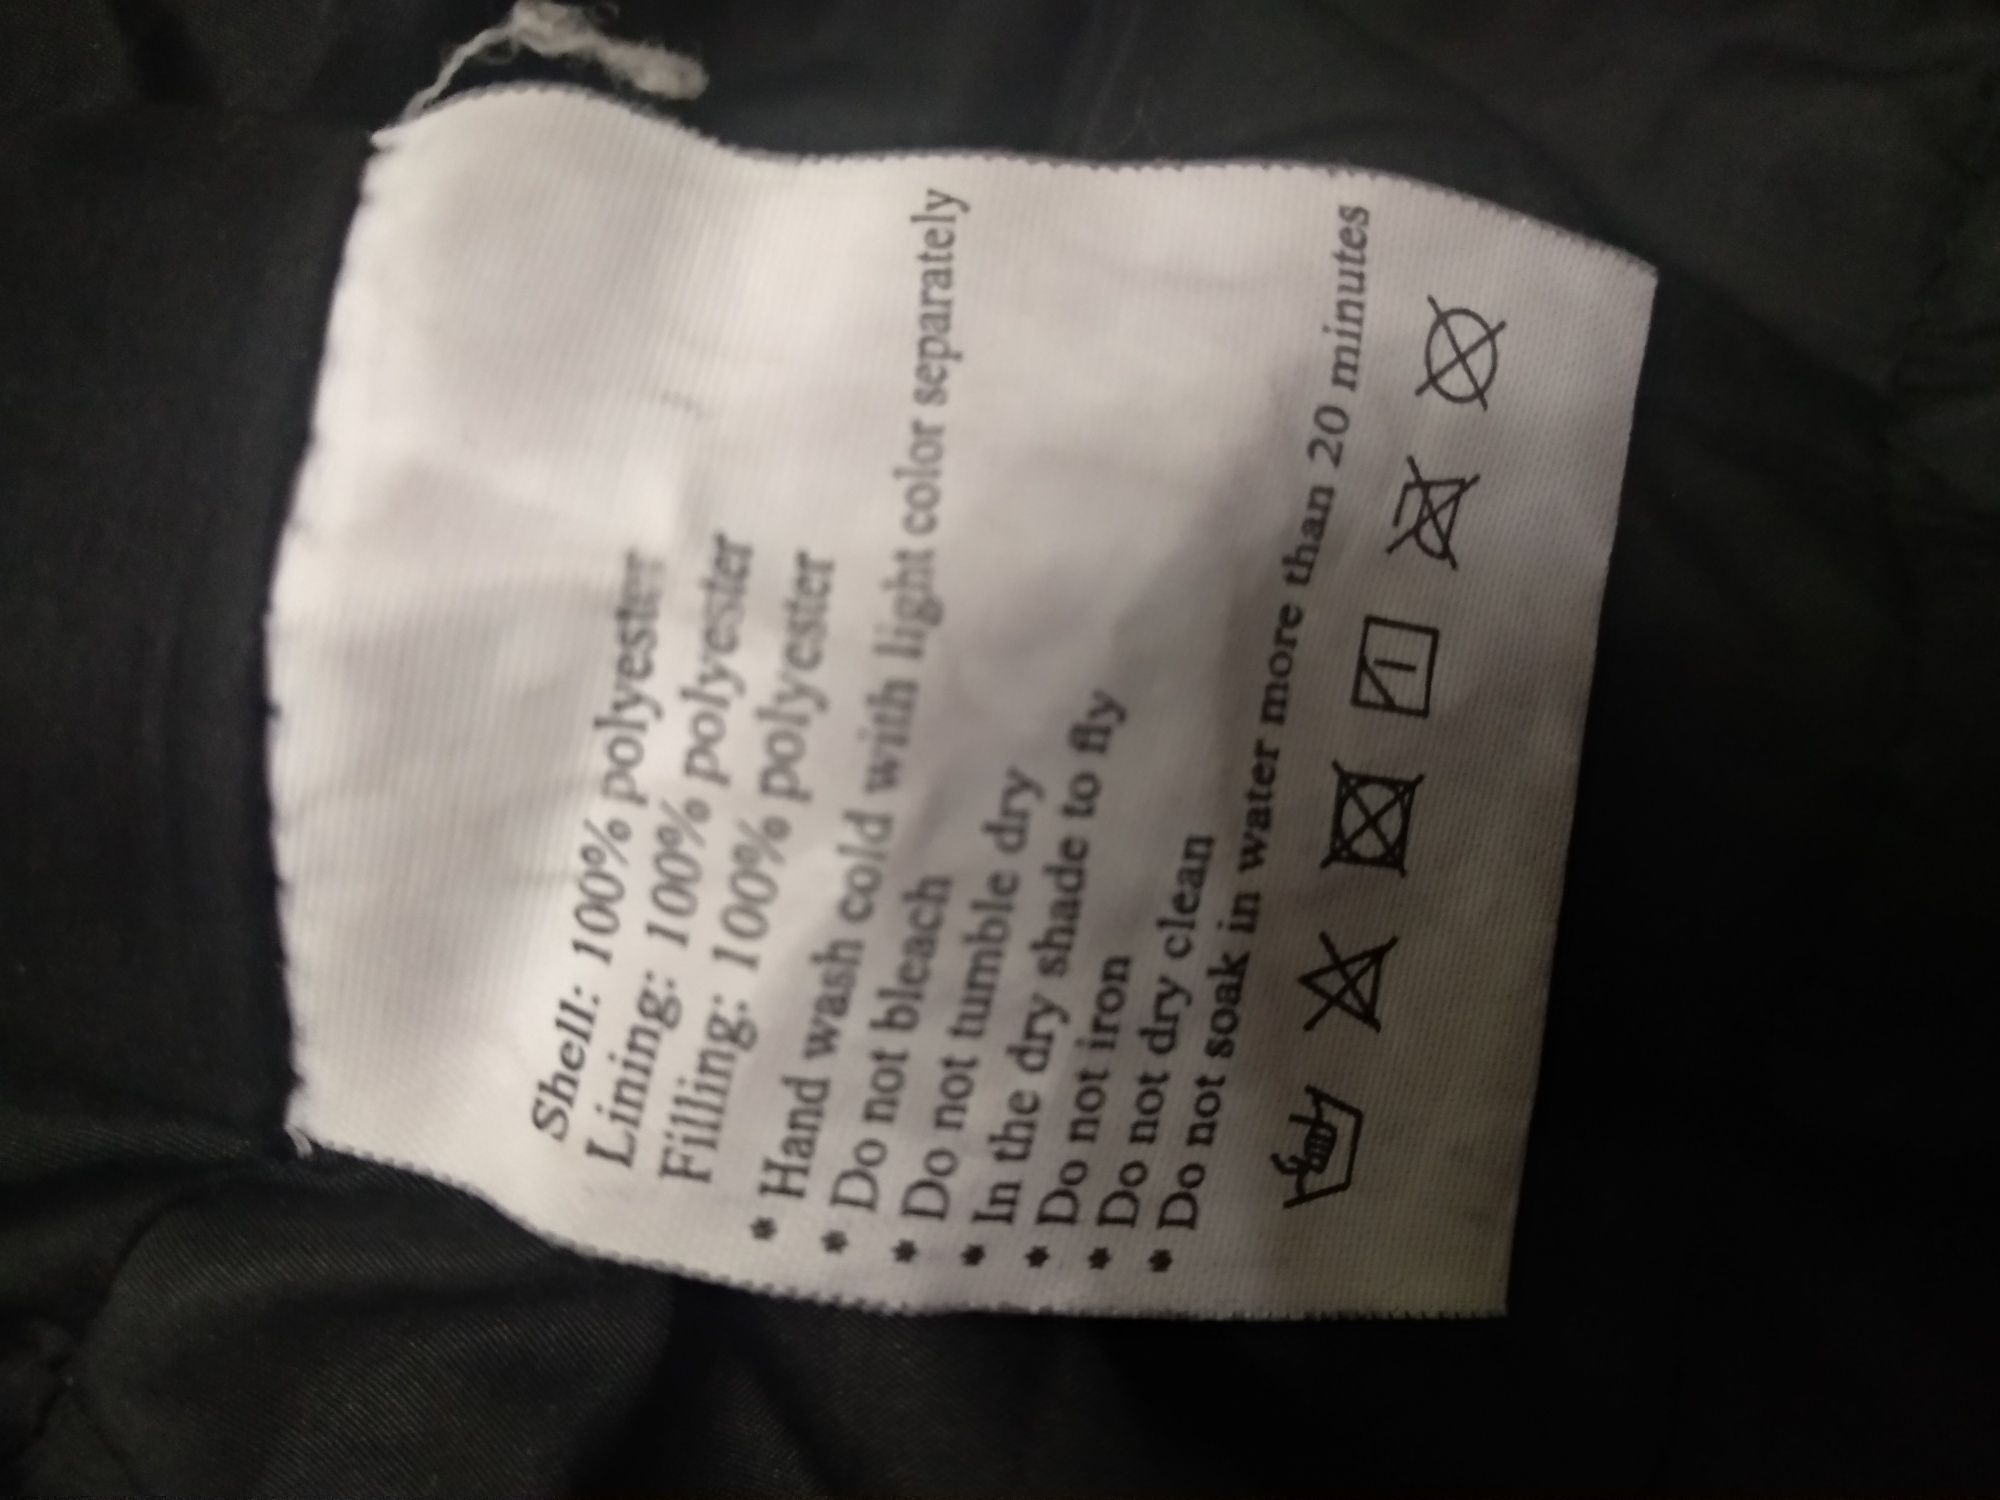 Shell: 100% polyester
Lining: 100% polyester
Filling: 100% polyester
* Hand wash cold with light color separately
* Do not bleach
* Do not tumble dry
* In the dry shade to fly
* Do not iron
* Do not dry clean
* Do not soak in water more than 20 minutes